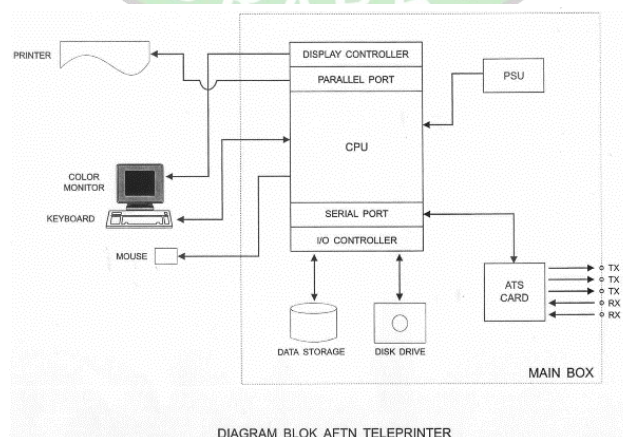 DISPLAY CONTROLLER
PRINTER
PARALLEL PORT
PSU
CPU
COLOR
MONITOR
KEYBOARD
SERIAL PORT
MOUSE
I/O CONTROLLER
ATS
CARD
TX
TX
TX
RX
RX
DATA STORAGE
DISK DRIVE
MAIN BOX
DIAGRAM BLOK AFTN TELEPRINTER